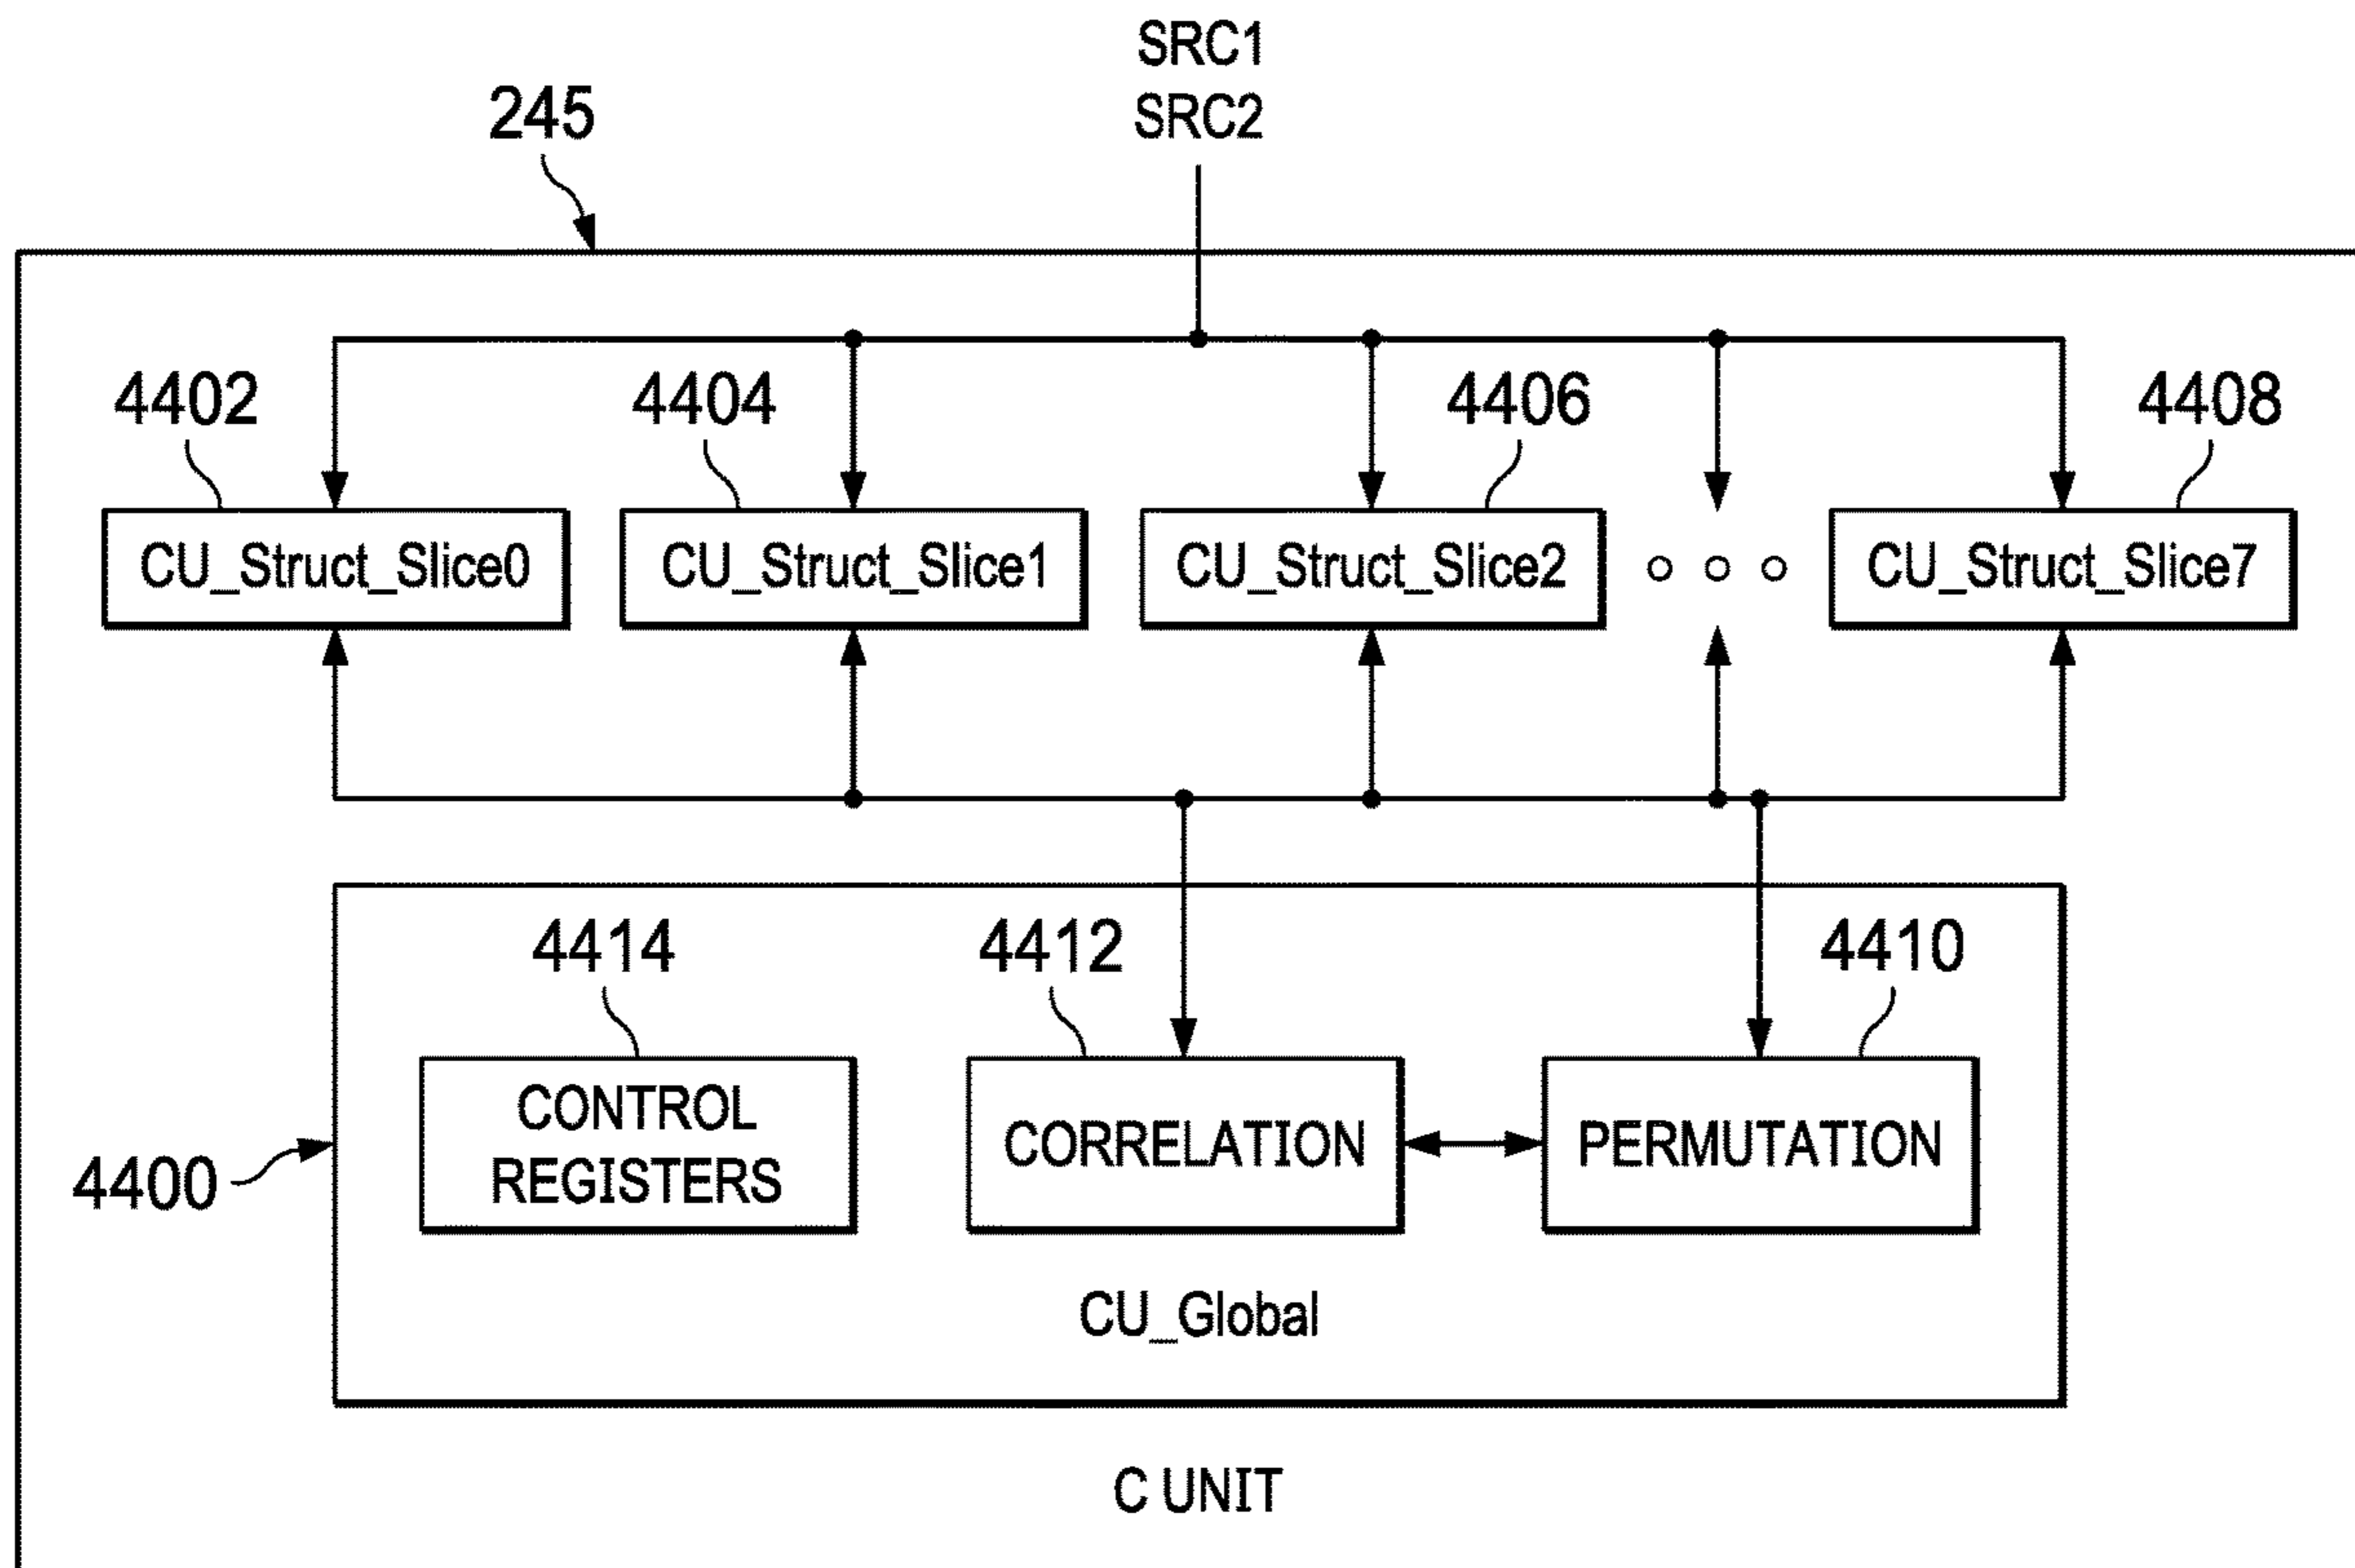 SRC1
SRC2
245
4402
4404
4406
4408
CU_Struct_Slice0
CU_Struct_Slice1
CU_Struct_Slice2
CU_Struct_Slice7
4414
4412
4410
CONTROL
REGISTERS
CORRELATION
PERMUTATION
4400
CU_Global
C UNIT